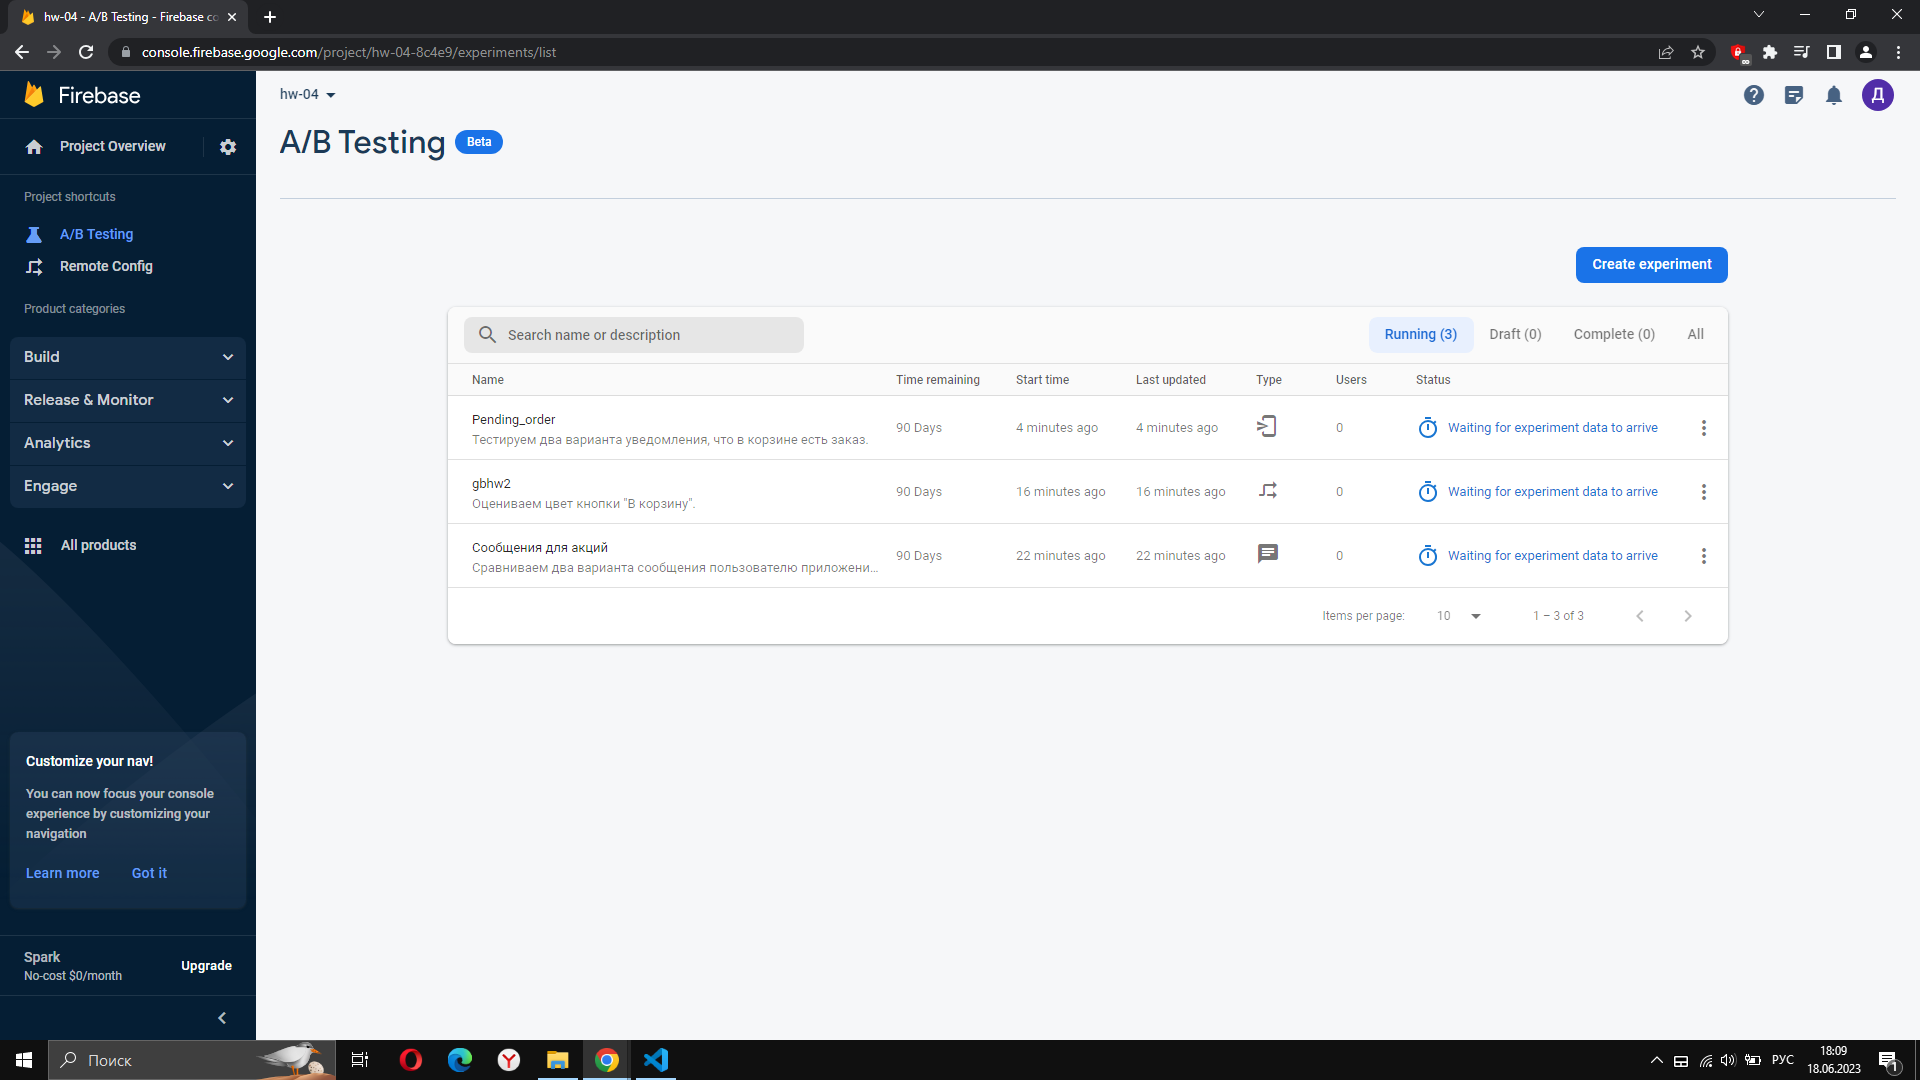 hw-04 - A/B Testing - Firebase co
console.firebase.google.com/project/hw-04-8c4e9/experiments/list
Firebase
Project Overview
Project shortcuts
A/B Testing
Remote Config
Product categories
Build
Release & Monitor
Analytics
Engage
All products
Customize your nav!
You can now focus your console
experience by customizing your
navigation
Learn more Got it
Spark
No-cost $0/month
Upgrade
hw-04
Д
A/B Testing Beta
Create experiment
Search name or description
Running (3) Draft (0) Complete (0) All
Name Time remaining Start time Last updated Type Users Status
Pending_order
Тестируем два варианта уведомления, что в корзине есть заказ.
90 Days 4 minutes ago 4 minutes ago 0 Waiting for experiment data to arrive
gbhw2
Оцениваем цвет кнопки "В корзину".
90 Days 16 minutes ago 16 minutes ago 0 Waiting for experiment data to arrive
Сообщения для акций
Сравниваем два варианта сообщения пользователю приложени...
90 Days 22 minutes ago 22 minutes ago 0 Waiting for experiment data to arrive
Items per page: 10 1 – 3 of 3
Поиск
РУС
18:09
18.06.2023
1